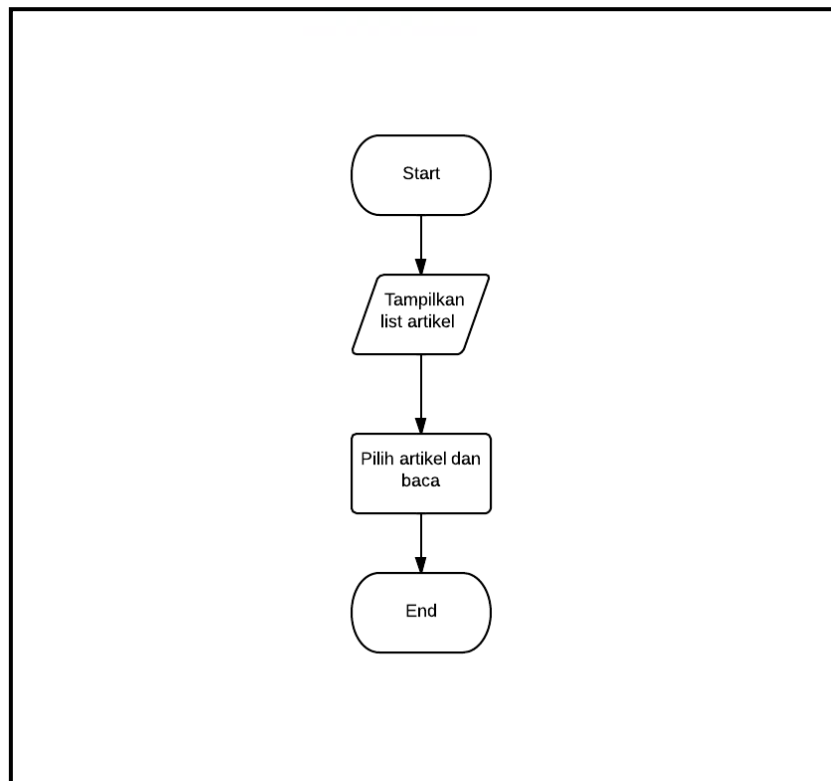 Start
Tampilkan
list artikel
Pilih artikel dan
baca
End